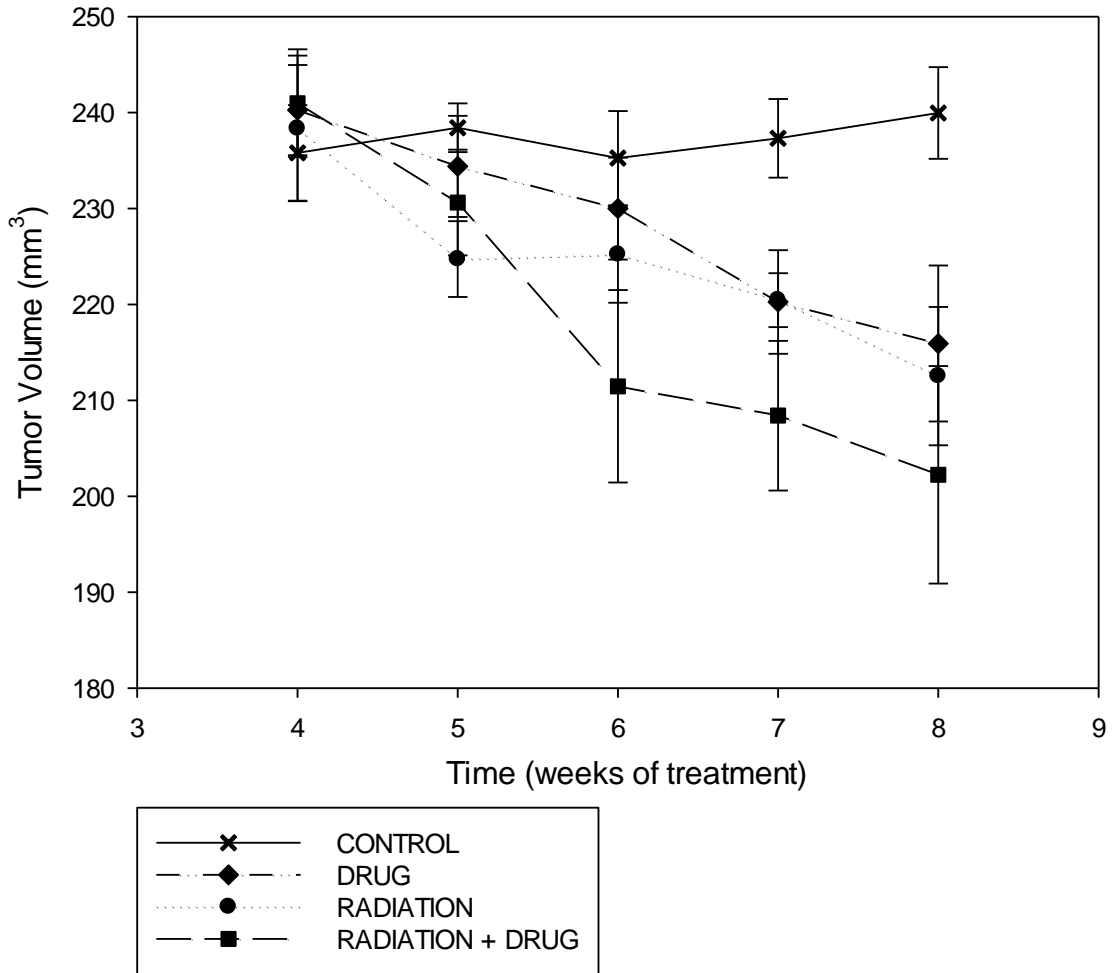 250
240
230
220
210
200
190
180
Tumor Volume (mm³)
3 4 5 6 7 8 9
Time (weeks of treatment)
CONTROL
DRUG
RADIATION
RADIATION + DRUG